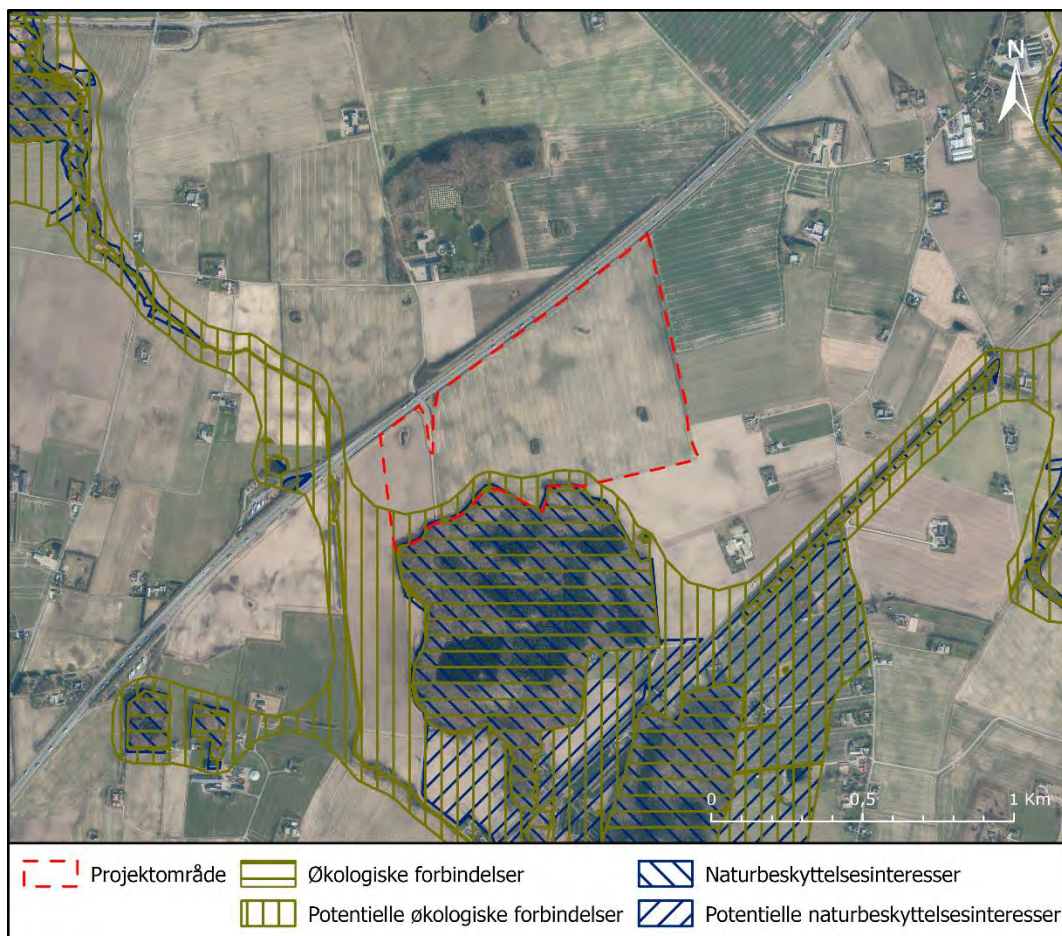 N
0 0,5 1 Km
Projektområde Økologiske forbindelser Naturbeskyttelsesinteresser
Potentielle økologiske forbindelser Potentielle naturbeskyttelsesinteresser